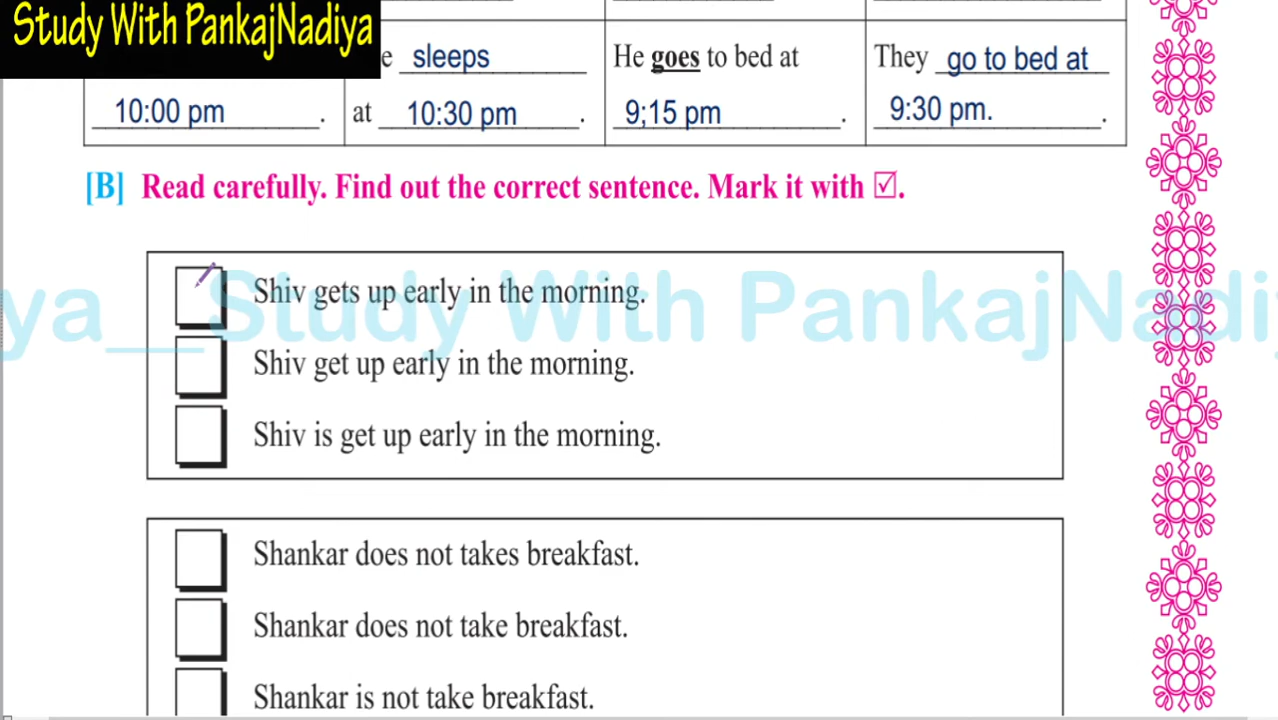 Study With PankajNadiya
e sleeps
He goes to bed at
They go to bed at
10:00 pm .
at 10:30 pm .
9;15 pm .
9:30 pm. .
[B] Read carefully. Find out the correct sentence. Mark it with ☑.
Shiv gets up early in the morning.
ya__Study With PankajNadi
Shiv get up early in the morning.
Shiv is get up early in the morning.
Shankar does not takes breakfast.
Shankar does not take breakfast.
Shankar is not take breakfast.